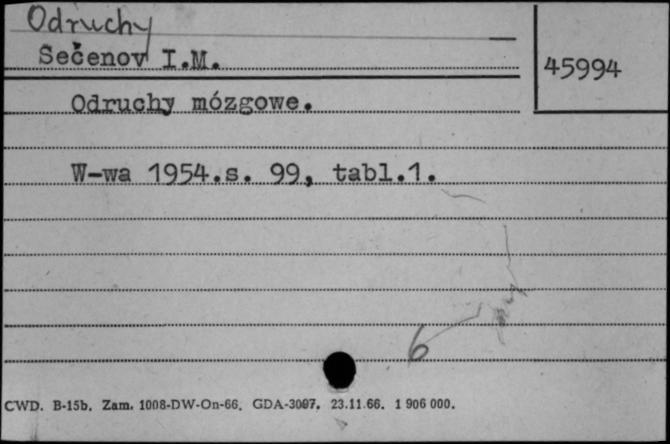 Odruchy
Sečenov I.M.
45994
Odruchy mózgowe.
W-wa 1954.s. 99, tabl.1.
6
CWD. B-15b. Zam. 1008-DW-On-66. GDA-3097. 23.11.66. 1 906 000.